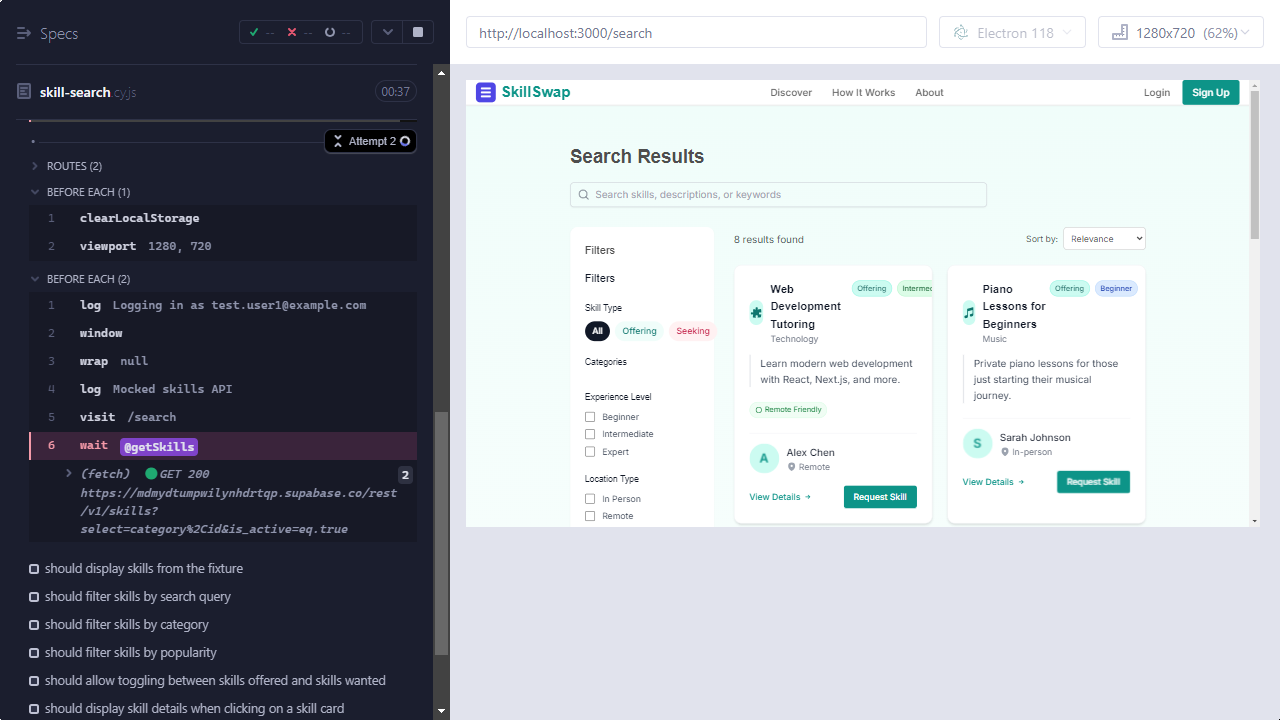 Specs
--
--
--
skill-search.cy.js
00:37
Attempt 2
ROUTES (2)
BEFORE EACH (1)
1 clearLocalStorage
2 viewport 1280, 720
BEFORE EACH (2)
1 log Logging in as test.user1@example.com
2 window
3 wrap null
4 log Mocked skills API
5 visit /search
6 wait @getSkills
(fetch) GET 200 2
https://mdmydtumpwilynhdrtqp.supabase.co/rest
/v1/skills?
select=category%2Cid&is_active=eq.true
should display skills from the fixture
should filter skills by search query
should filter skills by category
should filter skills by popularity
should allow toggling between skills offered and skills wanted
should display skill details when clicking on a skill card
http://localhost:3000/search
Electron 118
1280x720 (62%)
SkillSwap
Discover How It Works About
Login Sign Up
Search Results
Search skills, descriptions, or keywords
Filters
Filters
Skill Type
All Offering Seeking
Categories
Experience Level
Beginner
Intermediate
Expert
Location Type
In Person
Remote
8 results found
Sort by: Relevance
Web
Development
Tutoring
Technology
Offering Intermec
Learn modern web development
with React, Next.js, and more.
Remote Friendly
A
Alex Chen
Remote
View Details →
Request Skill
Piano
Lessons for
Beginners
Music
Offering Beginner
Private piano lessons for those
just starting their musical
journey.
S
Sarah Johnson
In-person
View Details →
Request Skill